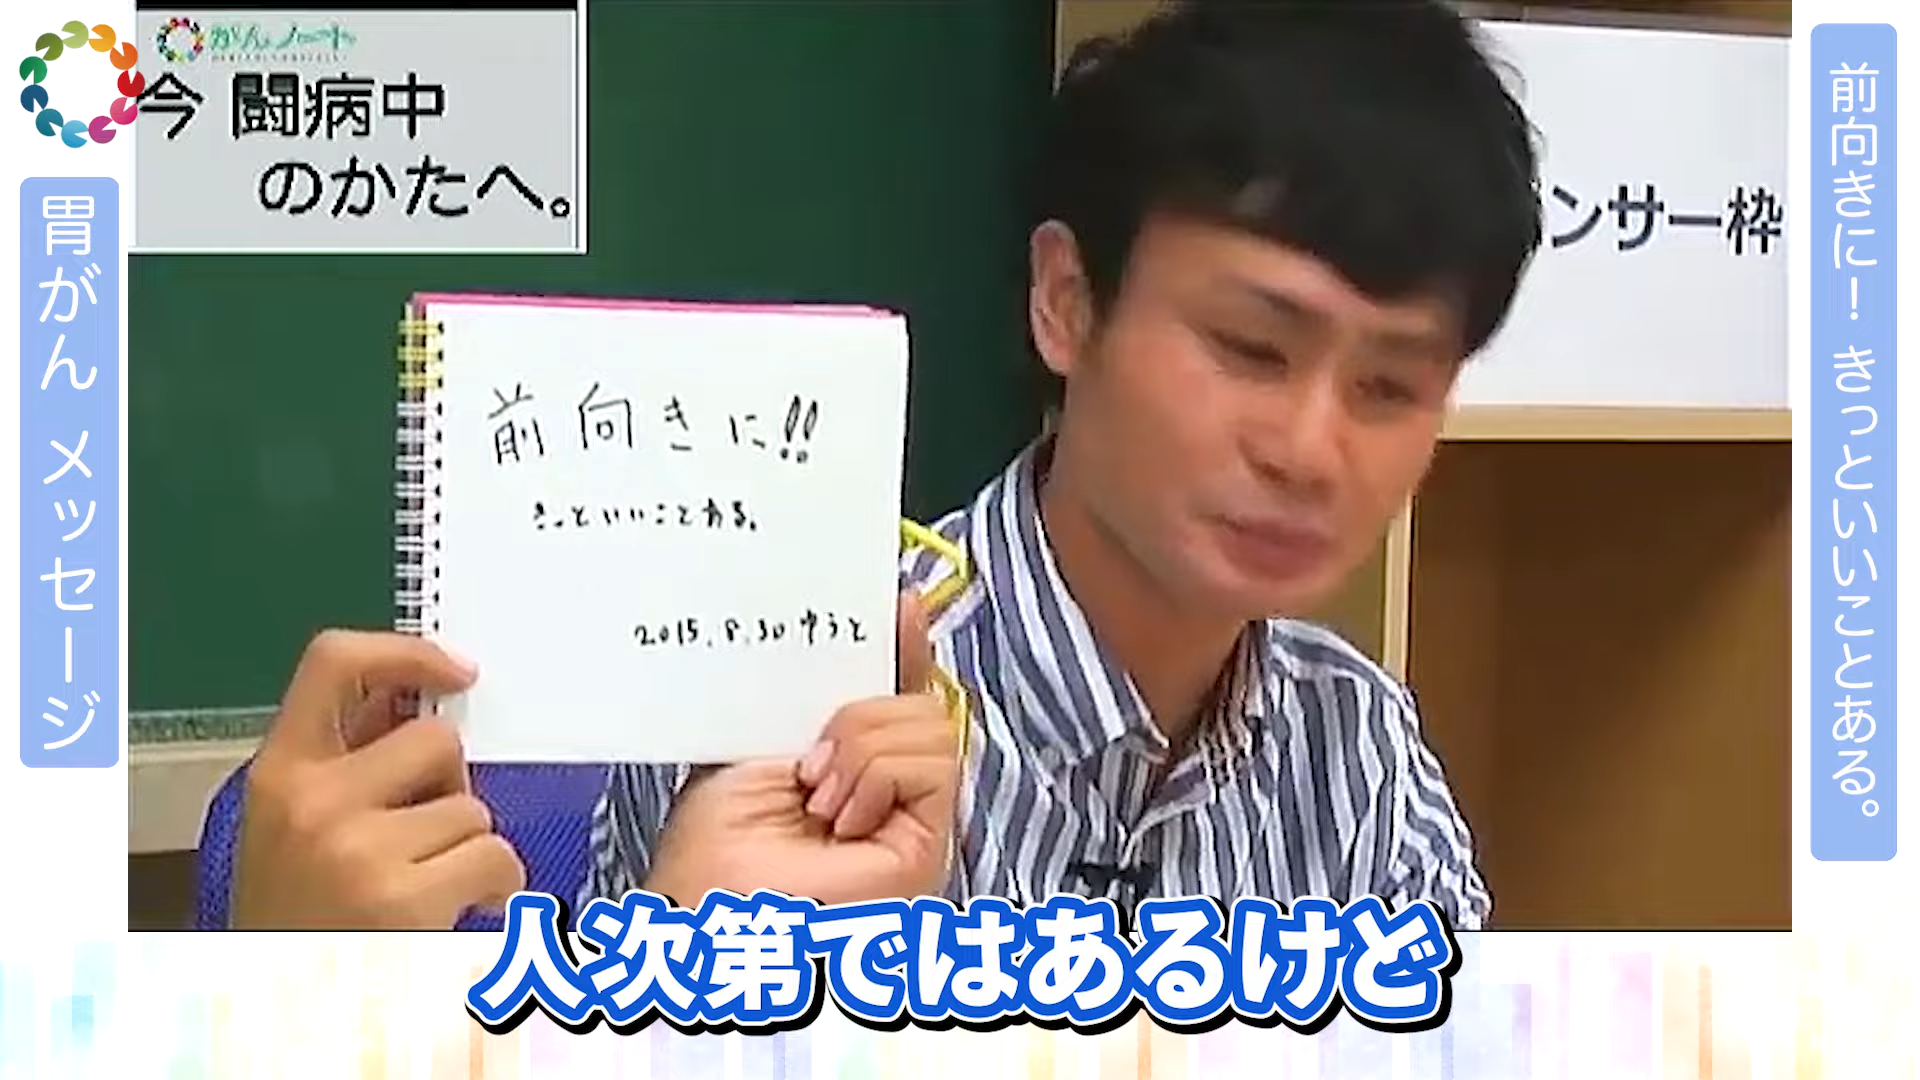 がんノート
今 闘病中
のかたへ。
胃がん メッセージ
前向きに！ きっといいことある。
ンサー枠
前向きに!!
きっといいことある。
2015.8.30 ゆうと
人次第ではあるけど